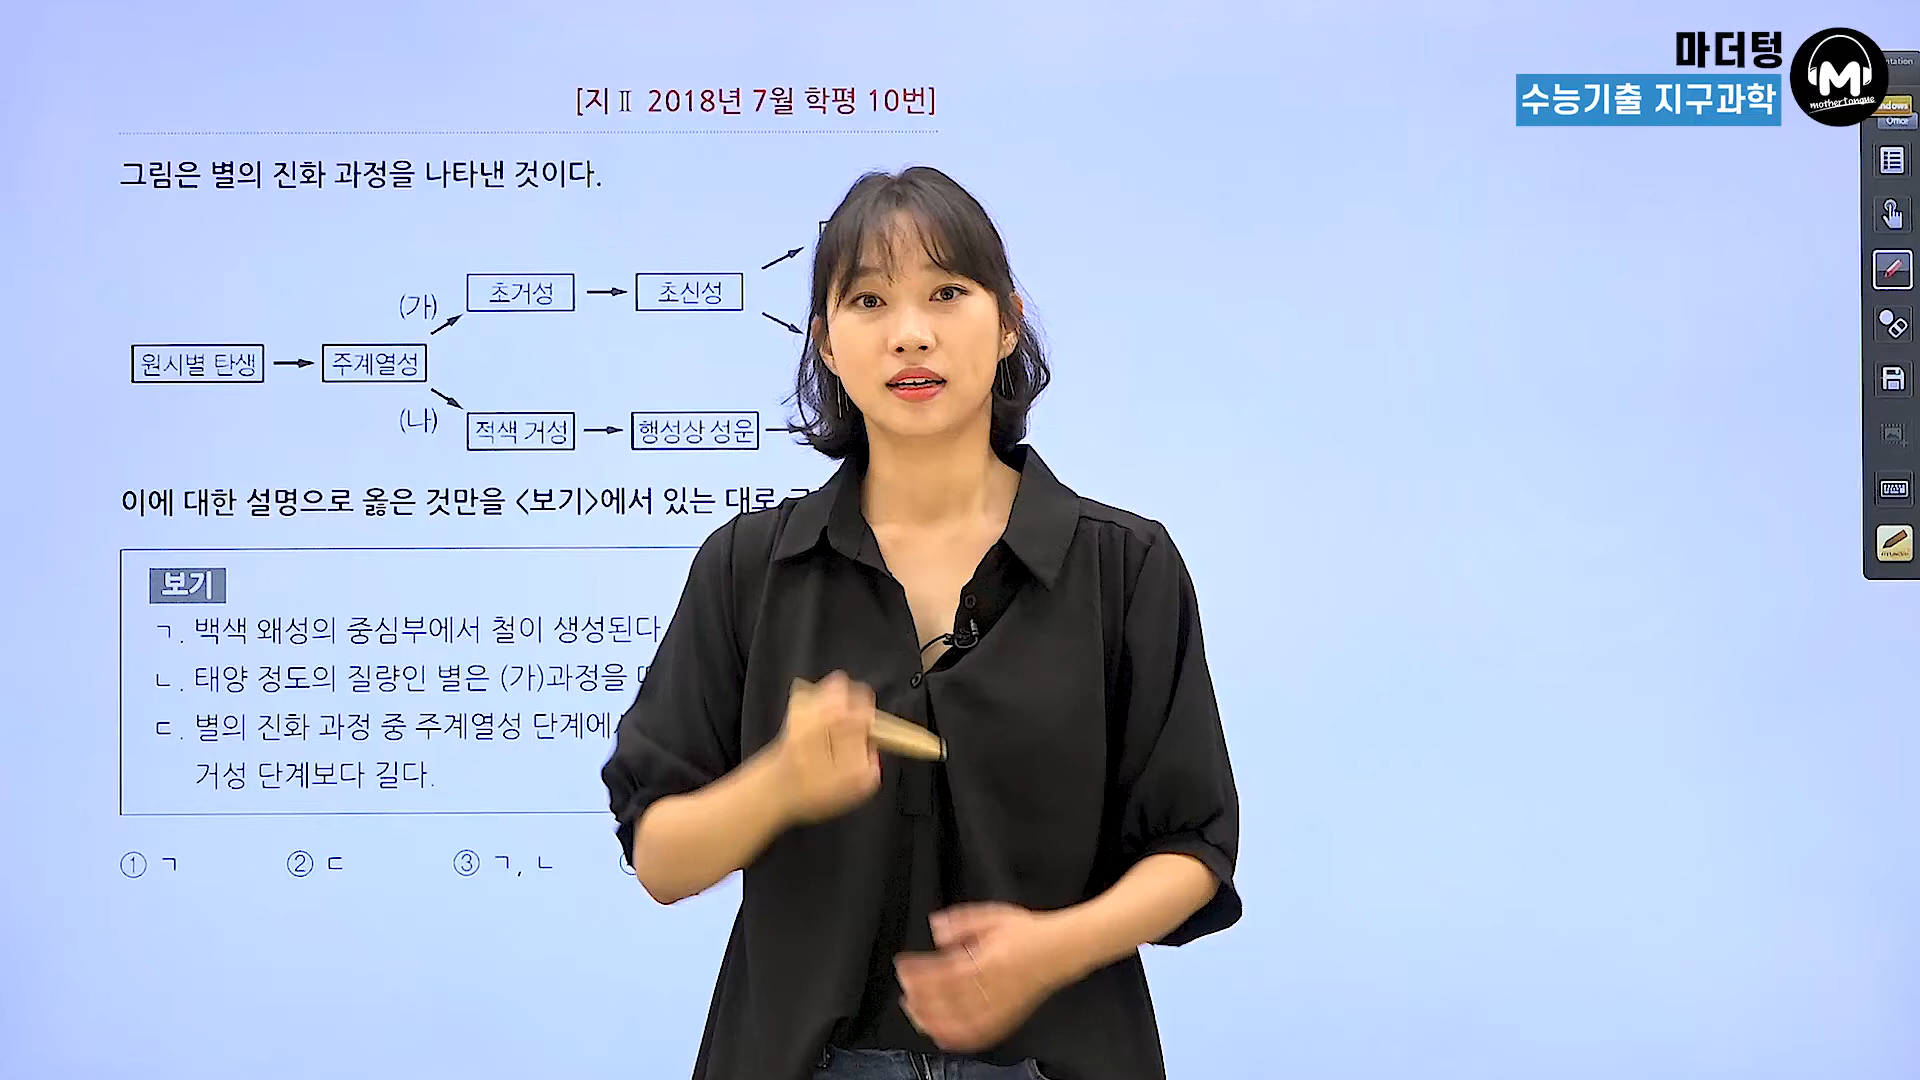 마더텅
수능기출 지구과학
M
mothertongue
[지Ⅱ 2018년 7월 학평 10번]
그림은 별의 진화 과정을 나타낸 것이다.
(가)
초거성
초신성
원시별 탄생
주계열성
(나)
적색 거성
행성상 성운
이에 대한 설명으로 옳은 것만을 <보기>에서 있는 대로
보기
ㄱ. 백색 왜성의 중심부에서 철이 생성된다
ㄴ. 태양 정도의 질량인 별은 (가)과정을
ㄷ. 별의 진화 과정 중 주계열성 단계에서
거성 단계보다 길다.
① ㄱ ② ㄷ ③ ㄱ, ㄴ
Office